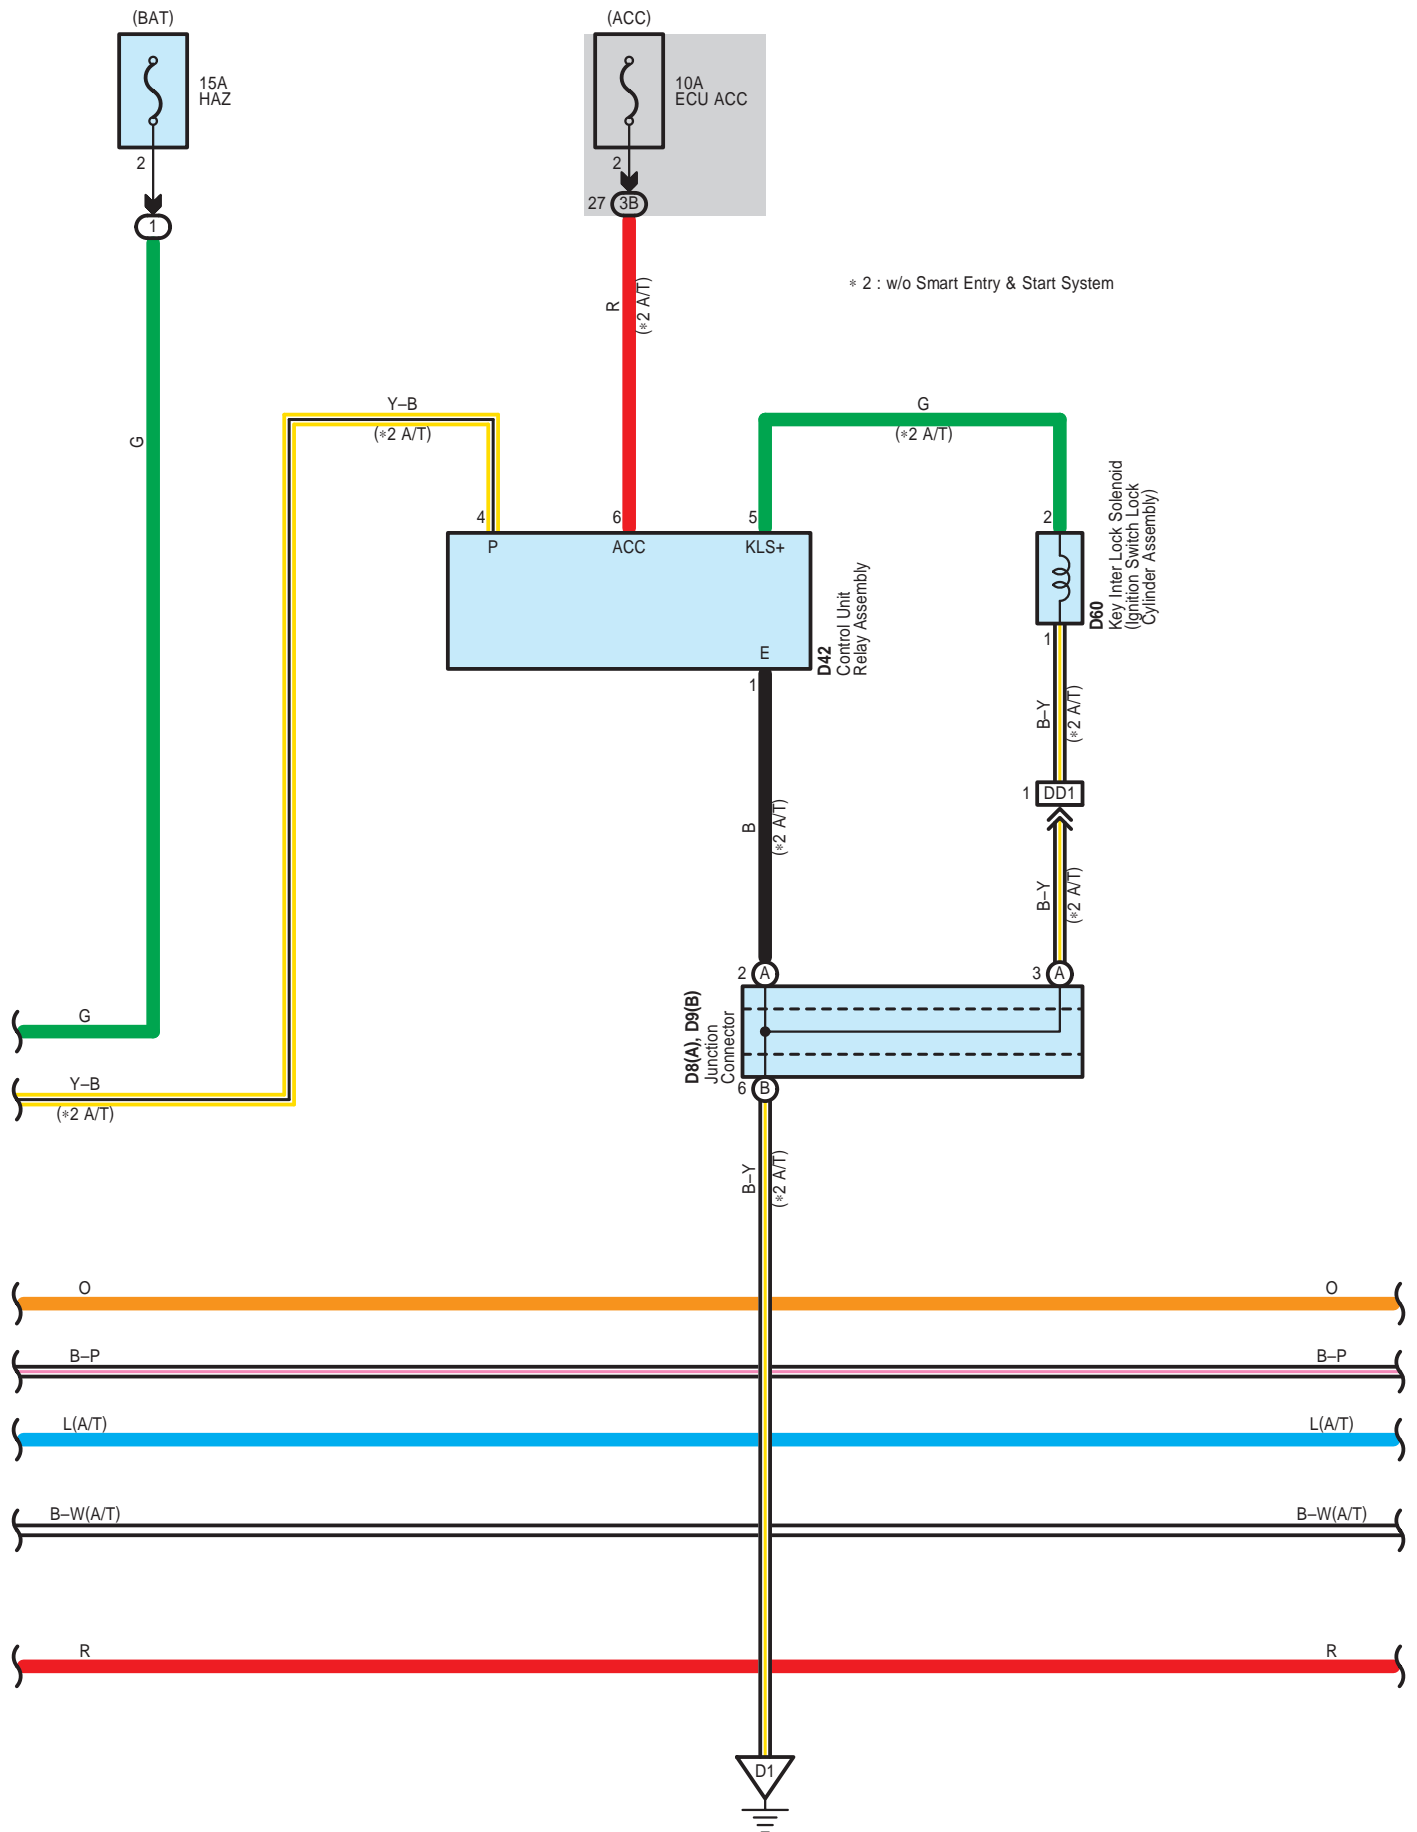 (BAT)
(ACC)
15A
HAZ
10A
ECU ACC
2
2
1
27
3B
∗ 2 : w/o Smart Entry & Start System
R
(∗2 A/T)
Y–B
(∗2 A/T)
G
(∗2 A/T)
G
4
6
5
2
P
ACC
KLS+
E
D42
Control Unit
Relay Assembly
D60
Key Inter Lock Solenoid
(Ignition Switch Lock
Cylinder Assembly)
1
1
B–Y
(∗2 A/T)
1
DD1
B
(∗2 A/T)
B–Y
(∗2 A/T)
2
A
3
A
D8(A), D9(B)
Junction
Connector
G
Y–B
(∗2 A/T)
6
B
B–Y
(∗2 A/T)
O
O
B–P
B–P
L(A/T)
L(A/T)
B–W(A/T)
B–W(A/T)
R
R
D1